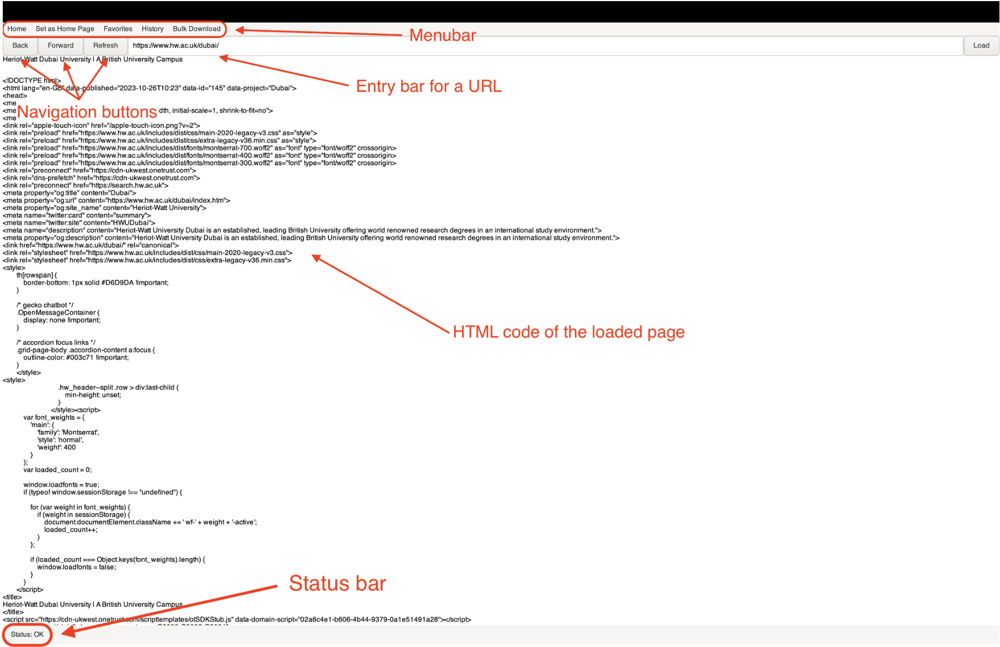 Home Set as Home Page Favorites History Bulk Download
Menubar
Back Forward Refresh https://www.hw.ac.uk/dubai/ Load
Heriot-Watt Dubai University | A British University Campus
Entry bar for a URL
<!DOCTYPE html>
<html lang="en-GB" data-published="2023-10-26T10:23" data-id="145" data-project="Dubai">
<head>
<me
<me dth, initial-scale=1, shrink-to-fit=no">
Navigation buttons
<me
<link rel="apple-touch-icon" href="/apple-touch-icon.png?v=2">
<link rel="preload" href="https://www.hw.ac.uk/includes/dist/css/main-2020-legacy-v3.css" as="style">
<link rel="preload" href="https://www.hw.ac.uk/includes/dist/css/extra-legacy-v36.min.css" as="style">
<link rel="preload" href="https://www.hw.ac.uk/includes/dist/fonts/montserrat-700.woff2" as="font" type="font/woff2" crossorigin>
<link rel="preload" href="https://www.hw.ac.uk/includes/dist/fonts/montserrat-400.woff2" as="font" type="font/woff2" crossorigin>
<link rel="preload" href="https://www.hw.ac.uk/includes/dist/fonts/montserrat-300.woff2" as="font" type="font/woff2" crossorigin>
<link rel="preconnect" href="https://cdn-ukwest.onetrust.com">
<link rel="dns-prefetch" href="https://cdn-ukwest.onetrust.com">
<link rel="preconnect" href="https://search.hw.ac.uk">
<meta property="og:title" content="Dubai">
<meta property="og:url" content="https://www.hw.ac.uk/dubai/index.htm">
<meta property="og:site_name" content="Heriot-Watt University">
<meta name="twitter:card" content="summary">
<meta name="twitter:site" content="HWUDubai">
<meta name="description" content="Heriot-Watt University Dubai is an established, leading British University offering world renowned research degrees in an international study environment.">
<meta property="og:description" content="Heriot-Watt University Dubai is an established, leading British University offering world renowned research degrees in an international study environment.">
<link href="https://www.hw.ac.uk/dubai/" rel="canonical">
<link rel="stylesheet" href="https://www.hw.ac.uk/includes/dist/css/main-2020-legacy-v3.css">
<link rel="stylesheet" href="https://www.hw.ac.uk/includes/dist/css/extra-legacy-v36.min.css">
<style>
th[rowspan] {
border-bottom: 1px solid #D6D9DA !important;
}
/* gecko chatbot */
.OpenMessageContainer {
display: none !important;
}
HTML code of the loaded page
/* accordion focus links */
.grid-page-body .accordion-content a:focus {
outline-color: #003c71 !important;
}
</style>
<style>
.hw_header--split .row > div:last-child {
min-height: unset;
}
</style><script>
var font_weights = {
'main': {
'family': 'Montserrat',
'style': 'normal',
'weight': 400
}
};
var loaded_count = 0;
window.loadfonts = true;
if (typeof window.sessionStorage !== "undefined") {
for (var weight in font_weights) {
if (weight in sessionStorage) {
document.documentElement.className += ' wf-' + weight + '-active';
loaded_count++;
}
};
if (loaded_count === Object.keys(font_weights).length) {
window.loadfonts = false;
}
}
Status bar
</script>
<title>
Heriot-Watt Dubai University | A British University Campus
</title>
<script src="https://cdn-ukwest.onetrust.com/scripttemplates/otSDKStub.js" data-domain-script="02a6c4e1-b606-4b44-9379-0a1e51491a28"></script>
Status: OK